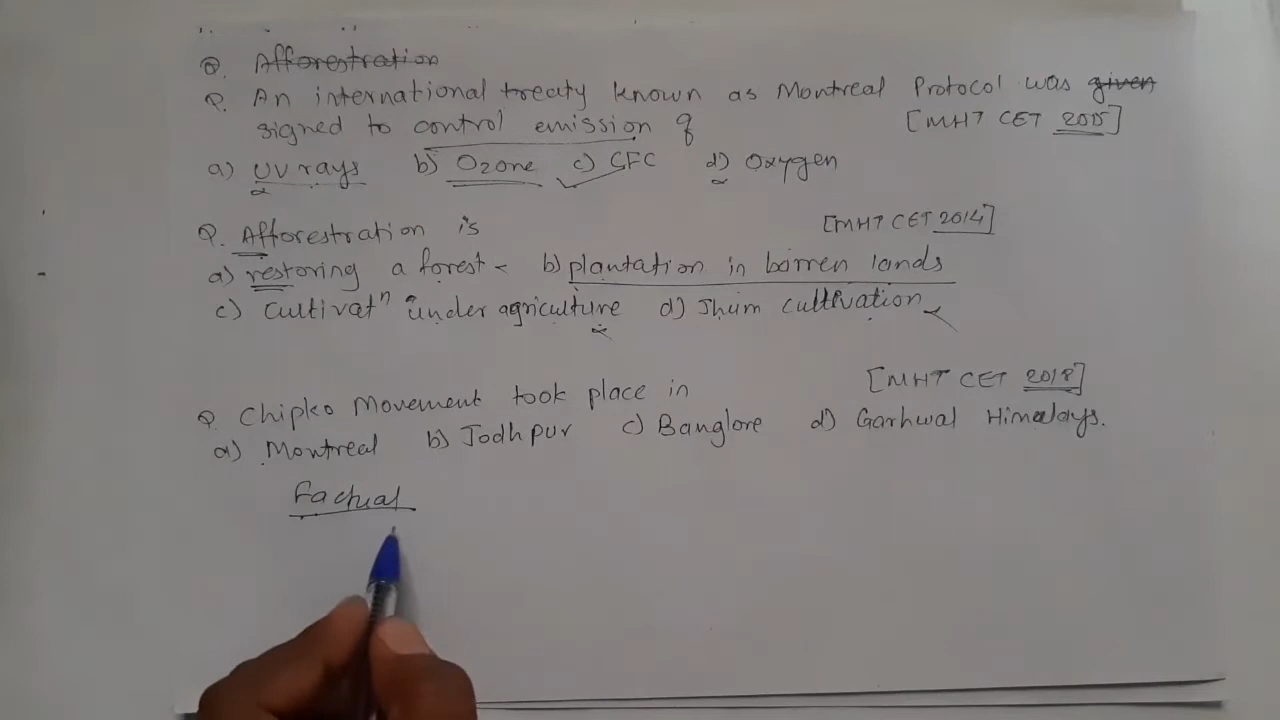 Q. Afforestration
Q. An international treaty known as Montreal Protocol was given
signed to control emission of [MHT CET 2015]
a) UV rays b) Ozone c) CFC d) Oxygen
Q. Afforestration is [MHT CET 2014]
a) restoring a forest b) plantation in barren lands
c) Cultivatn under agriculture d) Jhum cultivation
Q. Chipko Movement took place in [MHT CET 2018]
a) Montreal b) Jodhpur c) Banglore d) Garhwal Himalays.
Factual